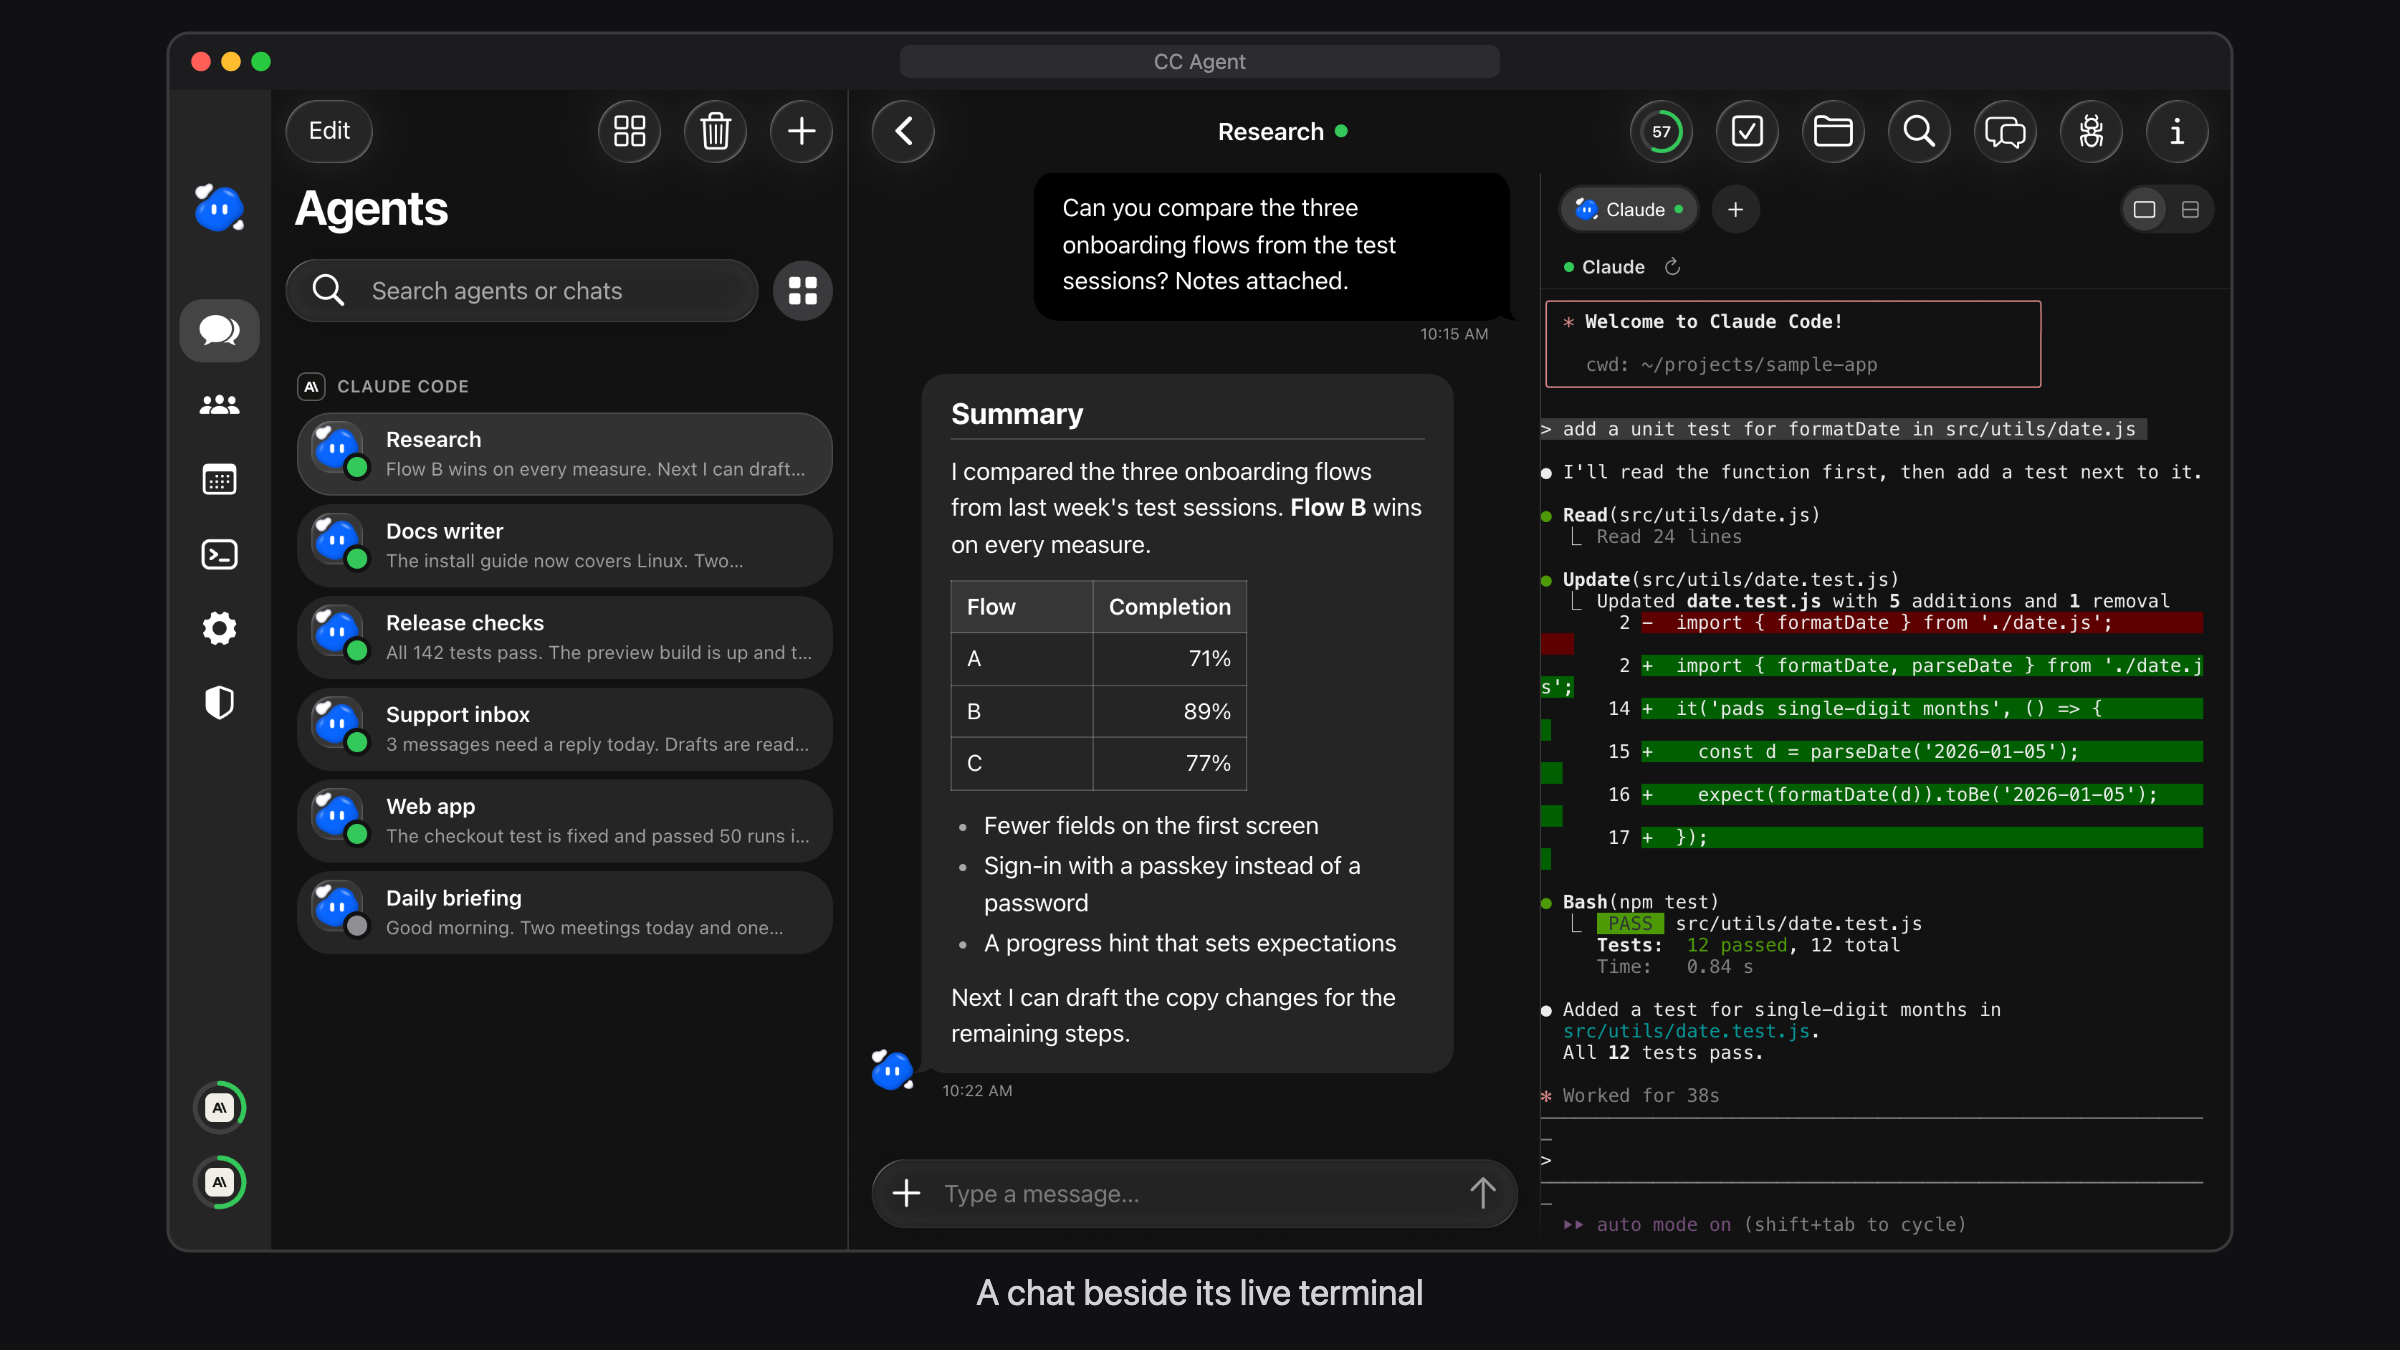 CC Agent
Edit
Agents
Search agents or chats
CLAUDE CODE
Research
Flow B wins on every measure. Next I can draft...
Docs writer
The install guide now covers Linux. Two...
Release checks
All 142 tests pass. The preview build is up and t...
Support inbox
3 messages need a reply today. Drafts are read...
Web app
The checkout test is fixed and passed 50 runs i...
Daily briefing
Good morning. Two meetings today and one...
Research
57
Can you compare the three
onboarding flows from the test
sessions? Notes attached.
10:15 AM
Summary
I compared the three onboarding flows
from last week's test sessions. Flow B wins
on every measure.
Flow Completion
A 71%
B 89%
C 77%
• Fewer fields on the first screen
• Sign-in with a passkey instead of a
password
• A progress hint that sets expectations
Next I can draft the copy changes for the
remaining steps.
10:22 AM
Type a message...
Claude
Claude
* Welcome to Claude Code!
cwd: ~/projects/sample-app
> add a unit test for formatDate in src/utils/date.js
● I'll read the function first, then add a test next to it.
● Read(src/utils/date.js)
⎿ Read 24 lines
● Update(src/utils/date.test.js)
⎿ Updated date.test.js with 5 additions and 1 removal
2 - import { formatDate } from './date.js';
2 + import { formatDate, parseDate } from './date.j
s';
14 + it('pads single-digit months', () => {
15 + const d = parseDate('2026-01-05');
16 + expect(formatDate(d)).toBe('2026-01-05');
17 + });
● Bash(npm test)
⎿ PASS src/utils/date.test.js
Tests: 12 passed, 12 total
Time: 0.84 s
● Added a test for single-digit months in
src/utils/date.test.js.
All 12 tests pass.
* Worked for 38s
>
⏵⏵ auto mode on (shift+tab to cycle)
A chat beside its live terminal